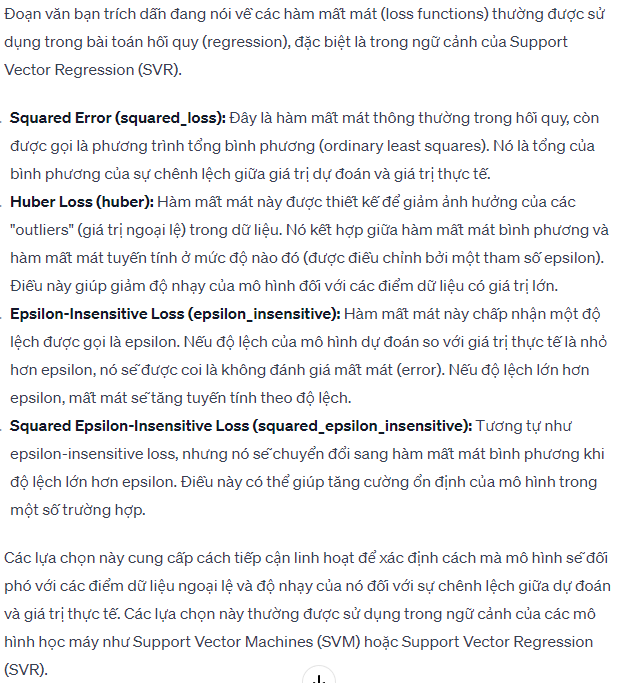 Đoạn văn bạn trích dẫn đang nói về các hàm mất mát (loss functions) thường được sử
dụng trong bài toán hồi quy (regression), đặc biệt là trong ngữ cảnh của Support
Vector Regression (SVR).
Squared Error (squared_loss): Đây là hàm mất mát thông thường trong hồi quy, còn
được gọi là phương trình tổng bình phương (ordinary least squares). Nó là tổng của
bình phương của sự chênh lệch giữa giá trị dự đoán và giá trị thực tế.
Huber Loss (huber): Hàm mất mát này được thiết kế để giảm ảnh hưởng của các
"outliers" (giá trị ngoại lệ) trong dữ liệu. Nó kết hợp giữa hàm mất mát bình phương và
hàm mất mát tuyến tính ở mức độ nào đó (được điều chỉnh bởi một tham số epsilon).
Điều này giúp giảm độ nhạy của mô hình đối với các điểm dữ liệu có giá trị lớn.
Epsilon-Insensitive Loss (epsilon_insensitive): Hàm mất mát này chấp nhận một độ
lệch được gọi là epsilon. Nếu độ lệch của mô hình dự đoán so với giá trị thực tế là nhỏ
hơn epsilon, nó sẽ được coi là không đánh giá mất mát (error). Nếu độ lệch lớn hơn
epsilon, mất mát sẽ tăng tuyến tính theo độ lệch.
Squared Epsilon-Insensitive Loss (squared_epsilon_insensitive): Tương tự như
epsilon-insensitive loss, nhưng nó sẽ chuyển đổi sang hàm mất mát bình phương khi
độ lệch lớn hơn epsilon. Điều này có thể giúp tăng cường ổn định của mô hình trong
một số trường hợp.
Các lựa chọn này cung cấp cách tiếp cận linh hoạt để xác định cách mà mô hình sẽ đối
phó với các điểm dữ liệu ngoại lệ và độ nhạy của nó đối với sự chênh lệch giữa dự đoán
và giá trị thực tế. Các lựa chọn này thường được sử dụng trong ngữ cảnh của các mô
hình học máy như Support Vector Machines (SVM) hoặc Support Vector Regression
(SVR).